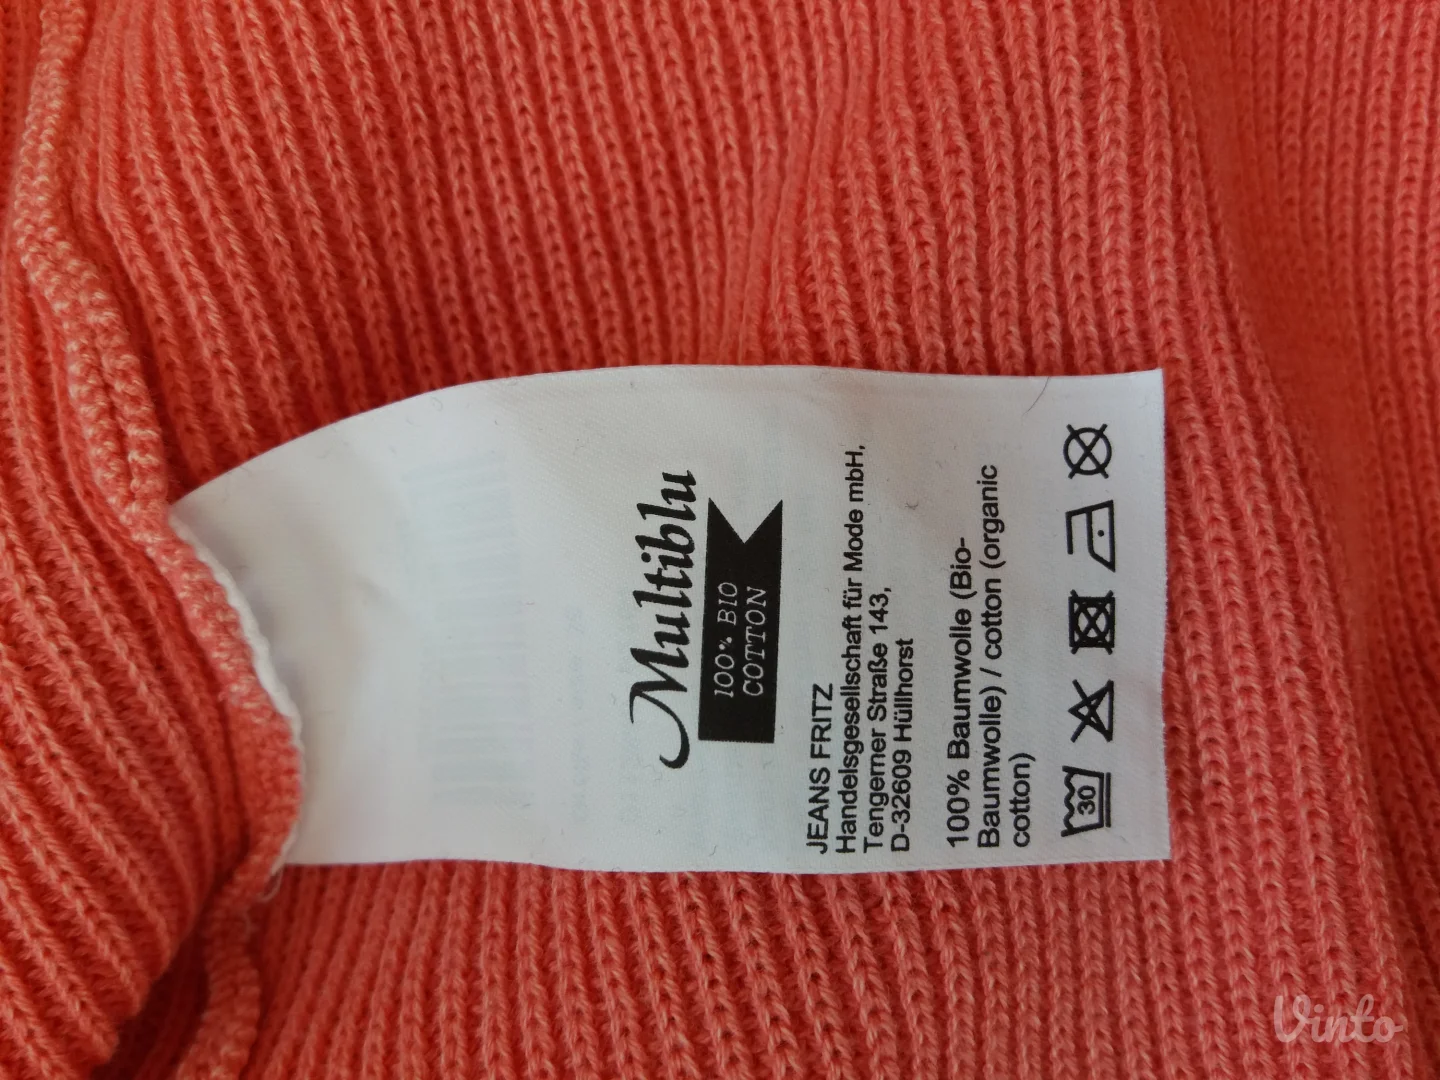 Multiblu
100% BIO
COTTON
JEANS FRITZ
Handelsgesellschaft für Mode mbH,
Tengerner Straße 143,
D-32609 Hüllhorst
100% Baumwolle (Bio-
Baumwolle) / cotton (organic
cotton)
30
Vinto